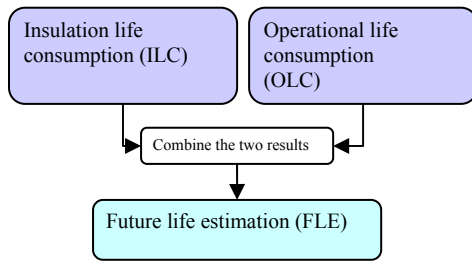 Insulation life
consumption (ILC)
Operational life
consumption
(OLC)
Combine the two results
Future life estimation (FLE)